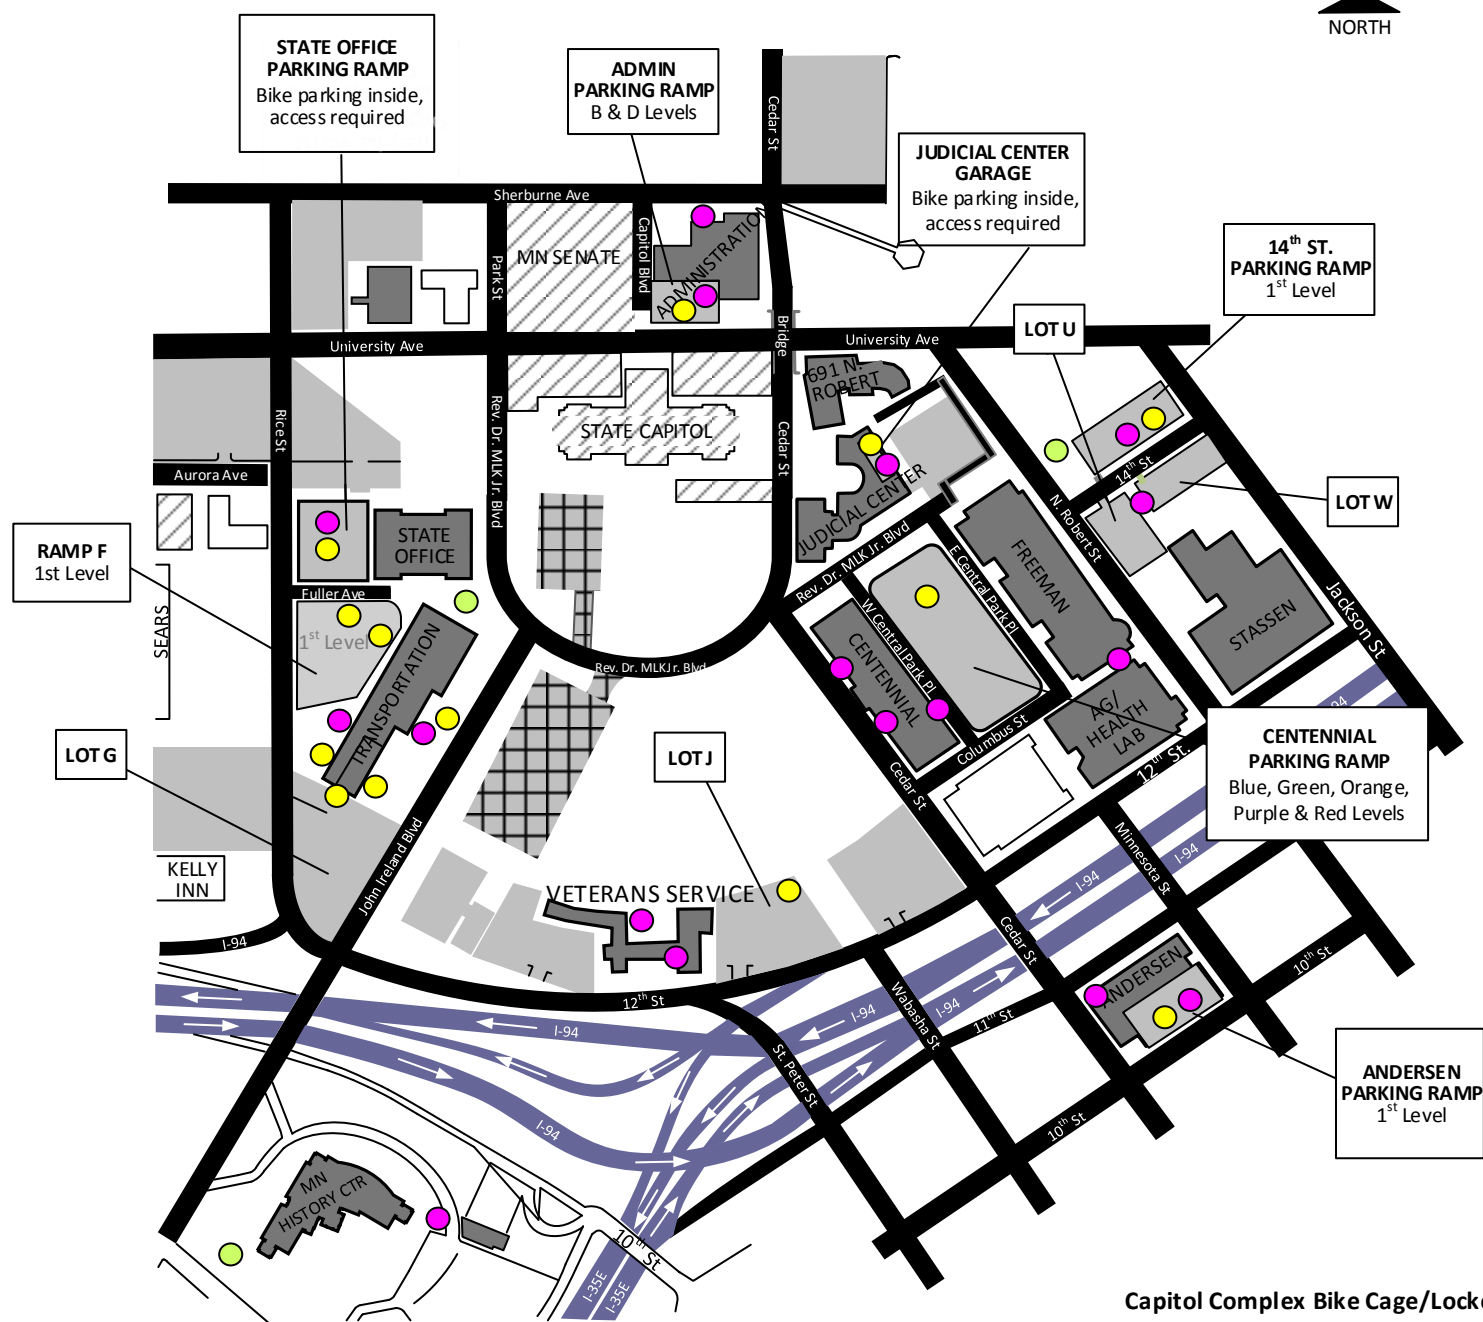 NORTH
STATE OFFICE
PARKING RAMP
Bike parking inside,
access required
ADMIN
PARKING RAMP
B & D Levels
Cedar St
JUDICIAL CENTER
GARAGE
Bike parking inside,
access required
Sherburne Ave
14th ST.
PARKING RAMP
1st Level
Park St
MN SENATE
Capitol Blvd
ADMINISTRATION
LOT U
University Ave
Bridge
University Ave
691 N.
ROBERT
Rice St
Rev. Dr. MLK Jr. Blvd
STATE CAPITOL
Cedar St
Aurora Ave
14th St
LOT W
JUDICIAL CENTER
N. Robert St
STATE
OFFICE
RAMP F
1st Level
Rev. Dr. MLK Jr. Blvd
E Central Park Pl
FREEMAN
Fuller Ave
1st Level
SEARS
W Central Park Pl
STASSEN
Jackson St
TRANSPORTATION
Rev. Dr. MLK Jr. Blvd
CENTENNIAL
94
AG/
HEALTH
LAB
Columbus St
12th St.
CENTENNIAL
PARKING RAMP
Blue, Green, Orange,
Purple & Red Levels
LOT G
LOT J
Cedar St
John Ireland Blvd
Minnesota St
I-94
KELLY
INN
VETERANS SERVICE
I-94
I-94
Cedar St
ANDERSEN
10th St
12th St
I-94
I-94
Wabasha St
I-94
11th St
St. Peter St
ANDERSEN
PARKING RAMP
1st Level
I-94
10th St
MN
HISTORY CTR
10th St
I-35E
I-35E
Capitol Complex Bike Cage/Locke